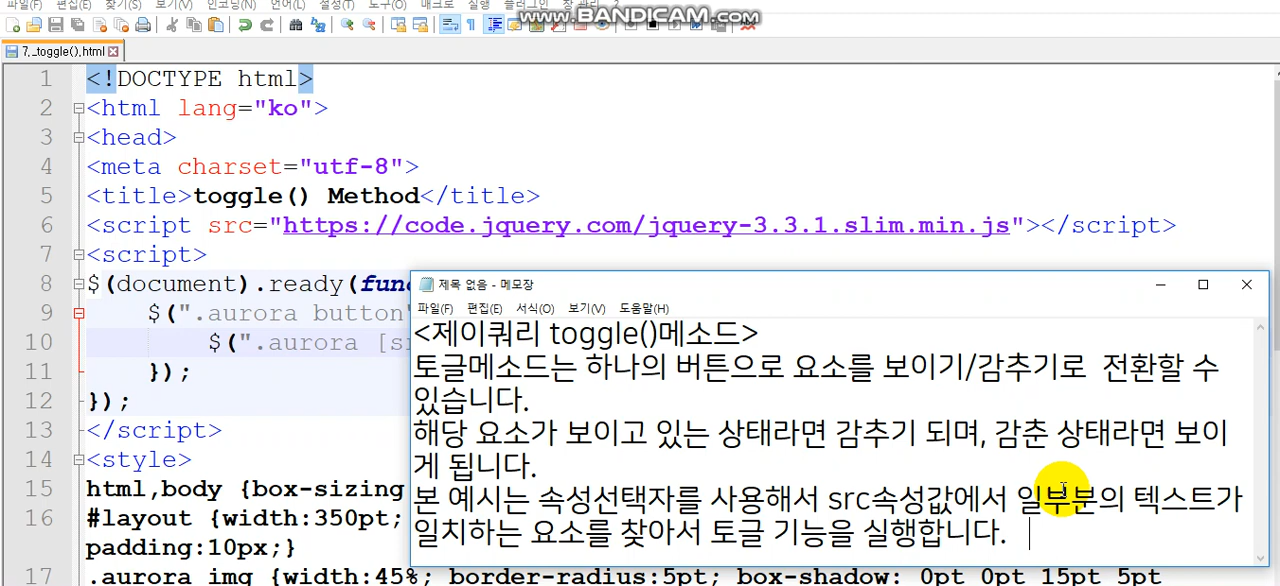 파일(F) 편집(E) 찾기(S) 보기(V) 인코딩(N) 언어(L) 설정(T) 도구(O) 매크로 실행
www.BANDICAM.com
7._toggle().html
1 <!DOCTYPE html>
2 <html lang="ko">
3 <head>
4 <meta charset="utf-8">
5 <title>toggle() Method</title>
6 <script src="https://code.jquery.com/jquery-3.3.1.slim.min.js"></script>
7 <script>
8 $(document).ready(func
9 $(".aurora button"
10 $(".aurora [s
11 });
12 });
13 </script>
14 <style>
15 html,body {box-sizing
16 #layout {width:350pt;
padding:10px;}
17 .aurora img {width:45%; border-radius:5pt; box-shadow: 0pt 0pt 15pt 5pt
제목 없음 - 메모장
파일(F) 편집(E) 서식(O) 보기(V) 도움말(H)
<제이쿼리 toggle()메소드>
토글메소드는 하나의 버튼으로 요소를 보이기/감추기로 전환할 수
있습니다.
해당 요소가 보이고 있는 상태라면 감추기 되며, 감춘 상태라면 보이
게 됩니다.
본 예시는 속성선택자를 사용해서 src속성값에서 일부분의 텍스트가
일치하는 요소를 찾아서 토글 기능을 실행합니다.